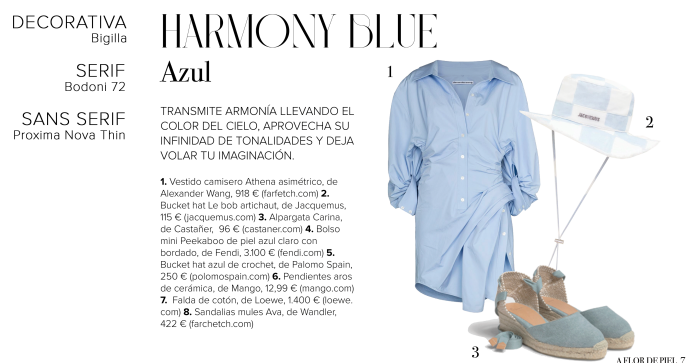 DECORATIVA
Bigilla
SERIF
Bodoni 72
SANS SERIF
Proxima Nova Thin
HARMONY BLUE
Azul
TRANSMITE ARMONÍA LLEVANDO EL
COLOR DEL CIELO, APROVECHA SU
INFINIDAD DE TONALIDADES Y DEJA
VOLAR TU IMAGINACIÓN.
1. Vestido camisero Athena asimétrico, de
Alexander Wang, 918 € (farfetch.com) 2.
Bucket hat Le bob artichaut, de Jacquemus,
115 € (jacquemus.com) 3. Alpargata Carina,
de Castañer, 96 € (castaner.com) 4. Bolso
mini Peekaboo de piel azul claro con
bordado, de Fendi, 3.100 € (fendi.com) 5.
Bucket hat azul de crochet, de Palomo Spain,
250 € (polomospain.com) 6. Pendientes aros
de cerámica, de Mango, 12,99 € (mango.com)
7. Falda de cotón, de Loewe, 1.400 € (loewe.
com) 8. Sandalias mules Ava, de Wandler,
422 € (farchetch.com)
1
2
3
A FLOR DE PIEL 7